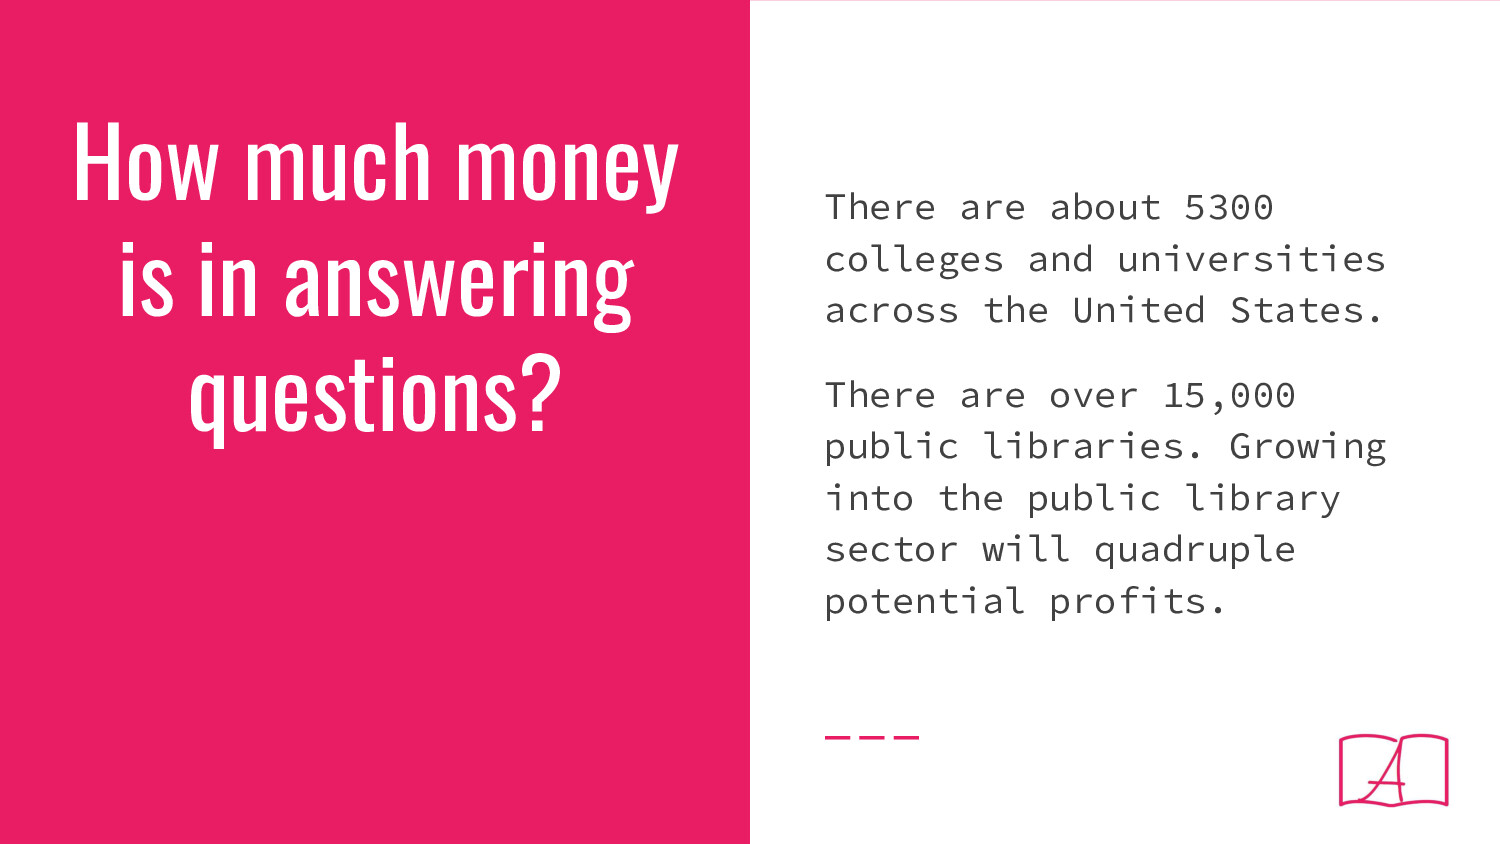 How much money
is in answering
questions?
There are about 5300
colleges and universities
across the United States.
There are over 15,000
public libraries. Growing
into the public library
sector will quadruple
potential profits.
A